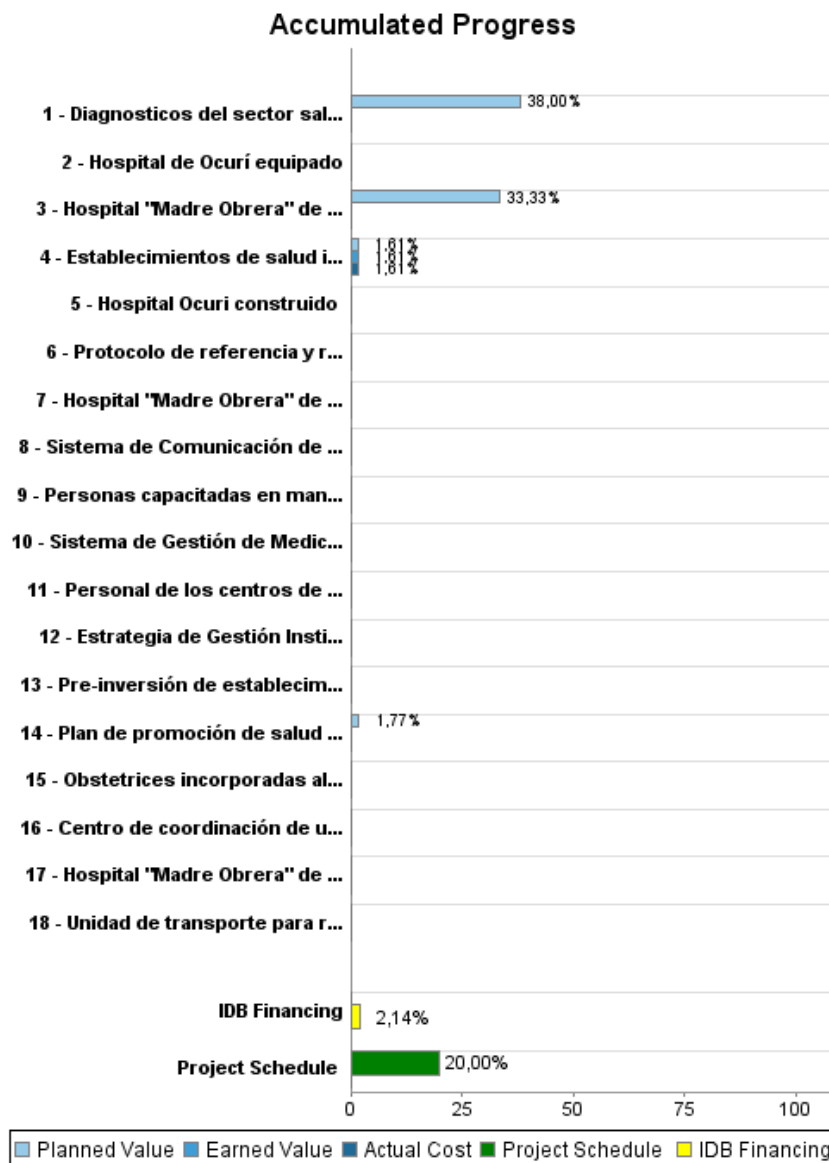 Accumulated Progress
1 - Diagnosticos del sector sal...
38,00%
2 - Hospital de Ocurí equipado
3 - Hospital "Madre Obrera" de ...
33,33%
4 - Establecimientos de salud i...
1,61%
1,61%
1,61%
5 - Hospital Ocuri construido
6 - Protocolo de referencia y r...
7 - Hospital "Madre Obrera" de ...
8 - Sistema de Comunicación de ...
9 - Personas capacitadas en man...
10 - Sistema de Gestión de Medic...
11 - Personal de los centros de ...
12 - Estrategia de Gestión Insti...
13 - Pre-inversión de establecim...
14 - Plan de promoción de salud ...
1,77%
15 - Obstetrices incorporadas al...
16 - Centro de coordinación de u...
17 - Hospital "Madre Obrera" de ...
18 - Unidad de transporte para r...
IDB Financing
2,14%
Project Schedule
20,00%
0 25 50 75 100
Planned Value Earned Value Actual Cost Project Schedule IDB Financing